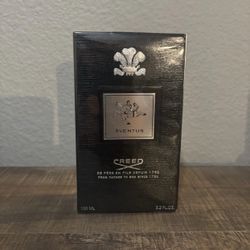 AVENTUS
CREED
DE PÈRE EN FILS DEPUIS 1760
FROM FATHER TO SON SINCE 1760
100 ML
3.3 FL OZ